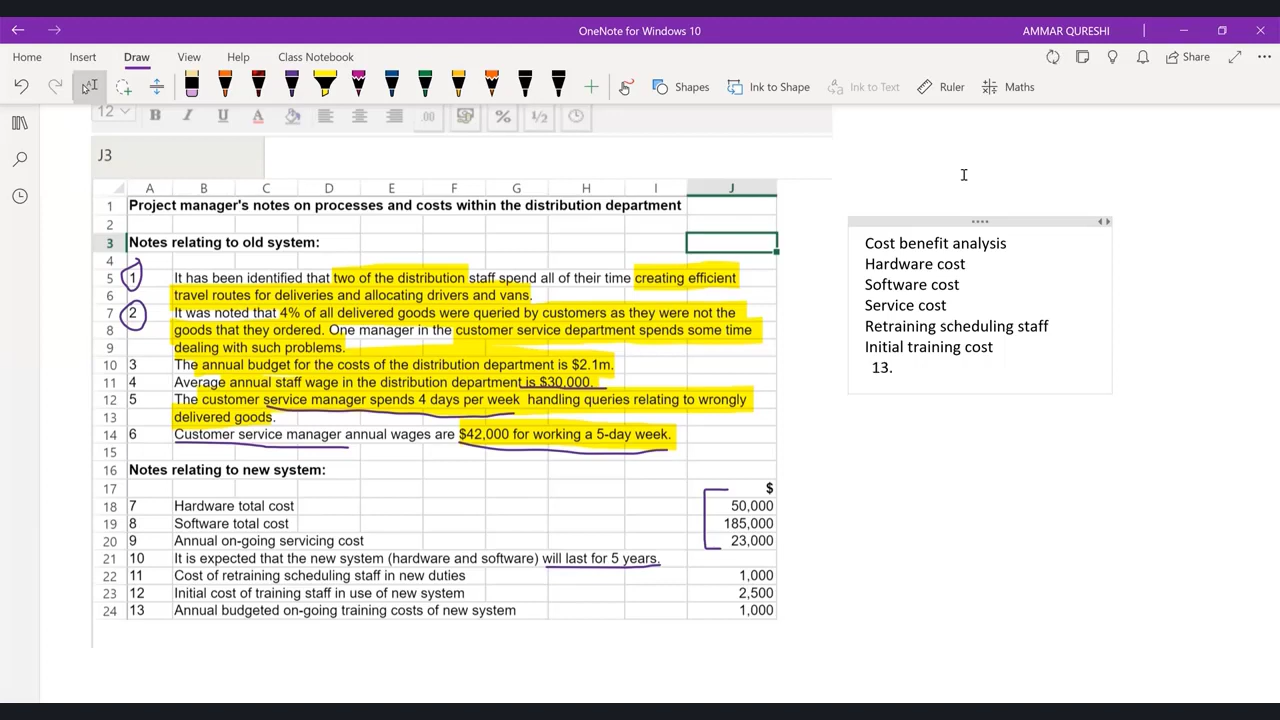 OneNote for Windows 10
AMMAR QURESHI
Home Insert Draw View Help Class Notebook
Share
Shapes
Ink to Shape
Ink to Text
Ruler
Maths
12
B I U A .00 % 1/2
J3
A B C D E F G H I J
1 Project manager's notes on processes and costs within the distribution department
2
3 Notes relating to old system:
4
5 1 It has been identified that two of the distribution staff spend all of their time creating efficient
6 travel routes for deliveries and allocating drivers and vans.
7 2 It was noted that 4% of all delivered goods were queried by customers as they were not the
8 goods that they ordered. One manager in the customer service department spends some time
9 dealing with such problems.
10 3 The annual budget for the costs of the distribution department is $2.1m.
11 4 Average annual staff wage in the distribution department is $30,000.
12 5 The customer service manager spends 4 days per week handling queries relating to wrongly
13 delivered goods.
14 6 Customer service manager annual wages are $42,000 for working a 5-day week.
15
16 Notes relating to new system:
17 $
18 7 Hardware total cost 50,000
19 8 Software total cost 185,000
20 9 Annual on-going servicing cost 23,000
21 10 It is expected that the new system (hardware and software) will last for 5 years.
22 11 Cost of retraining scheduling staff in new duties 1,000
23 12 Initial cost of training staff in use of new system 2,500
24 13 Annual budgeted on-going training costs of new system 1,000
Cost benefit analysis
Hardware cost
Software cost
Service cost
Retraining scheduling staff
Initial training cost
13.